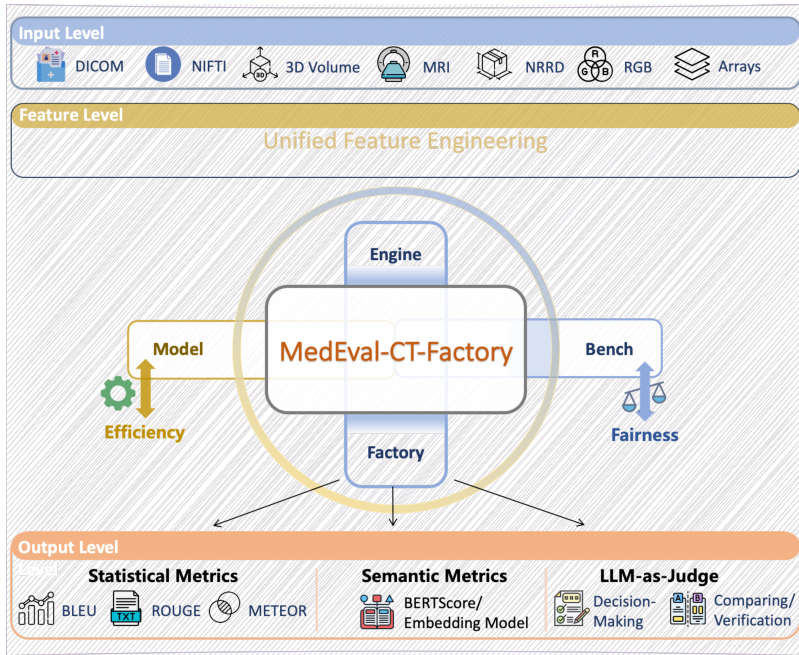 Input Level
DICOM NIFTI 3D Volume MRI NRRD RGB Arrays
3D
R
G B
Feature Level
Unified Feature Engineering
Engine
Model MedEval-CT-Factory Bench
Efficiency Fairness
Factory
Output Level
Level
Statistical Metrics Semantic Metrics LLM-as-Judge
BLEU TXT ROUGE METEOR
BERTScore/
Embedding Model
Decision-
Making
A B
Comparing/
Verification